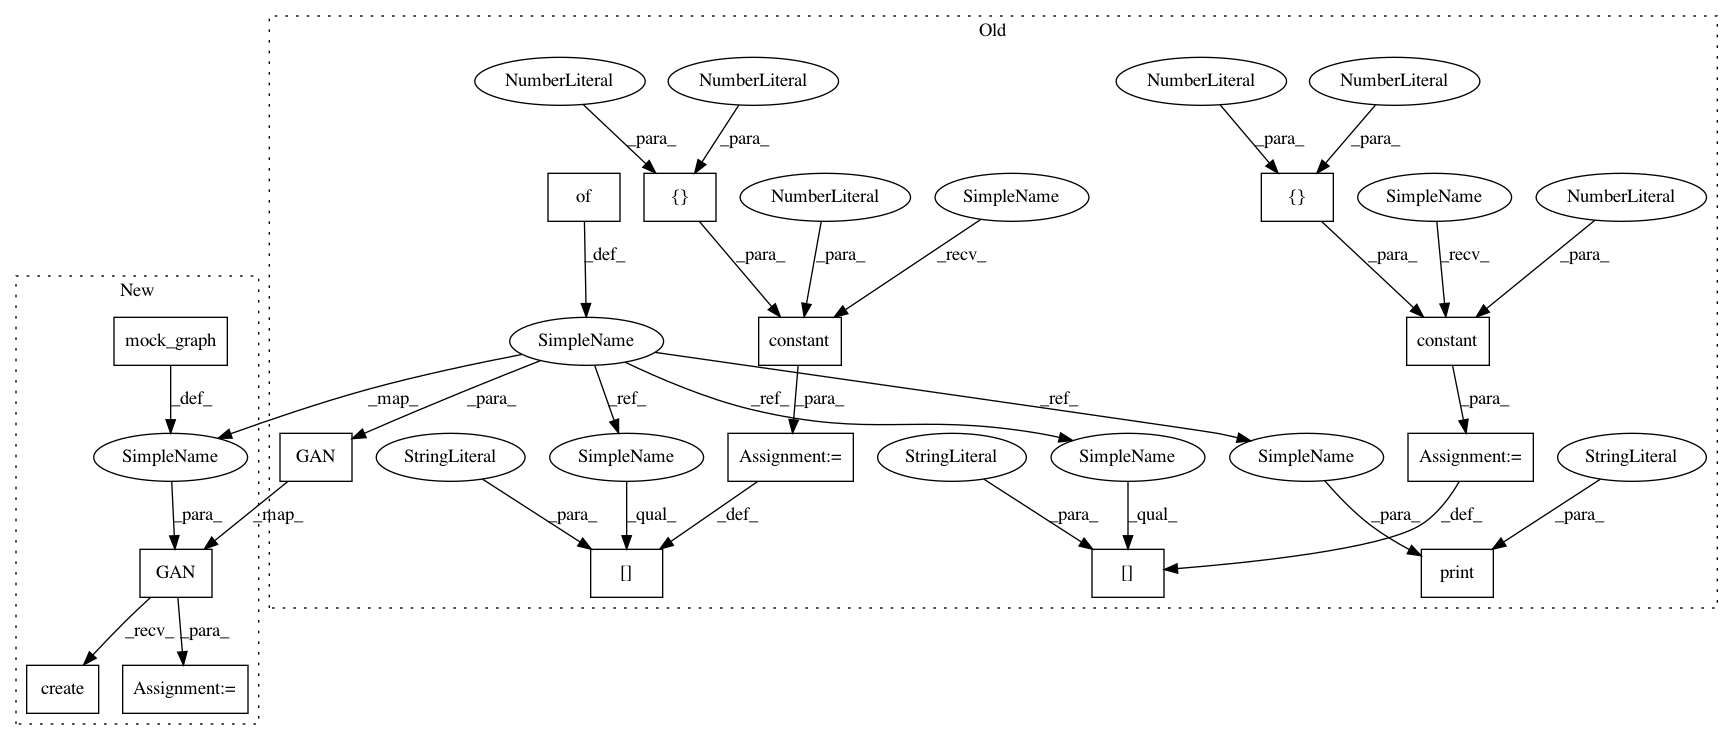 Old
NumberLiteral
NumberLiteral
NumberLiteral
NumberLiteral
_para_
_para_
_para_
_para_
of
{}
NumberLiteral
SimpleName
{}
SimpleName
NumberLiteral
_def_
_para_
_para_
_recv_
_para_
_recv_
_para_
New
mock_graph
SimpleName
constant
constant
_def_
_map_
_para_
_ref_
_para_
_ref_
_ref_
_para_
SimpleName
GAN
StringLiteral
SimpleName
Assignment:=
StringLiteral
SimpleName
SimpleName
Assignment:=
StringLiteral
_para_
_map_
_para_
_qual_
_def_
_para_
_qual_
_para_
_def_
_para_
GAN
[]
[]
print
_recv_
_para_
create
Assignment:=